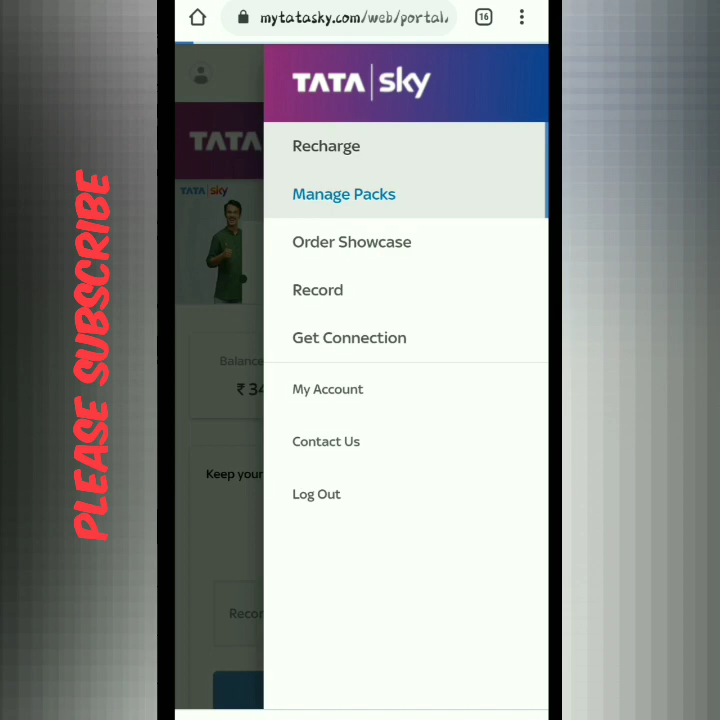 PLEASE SUBSCRIBE
mytatasky.com/web/portal
16
TATA sky
Recharge
Manage Packs
Order Showcase
Record
Get Connection
My Account
Contact Us
Log Out
TATA
TATA sky
Balance
₹ 34
Keep your
Recor